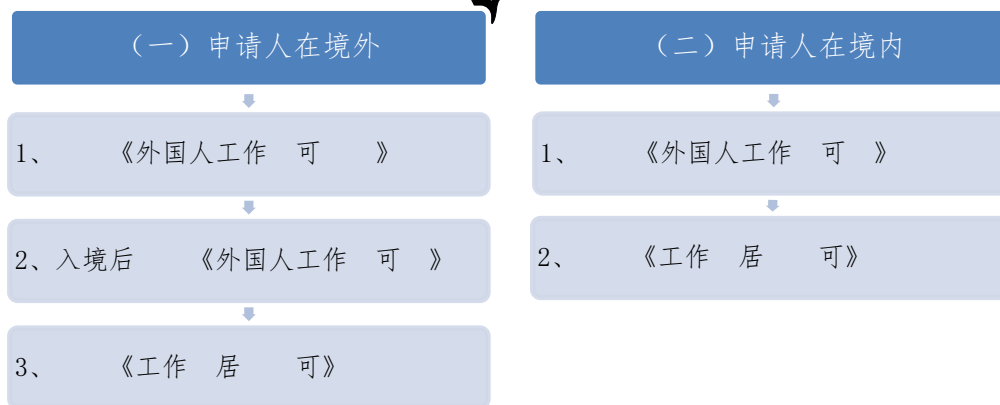 （一）申请人在境外
1、 《外国人工作 可 》
2、入境后 《外国人工作 可 》
3、 《工作 居 可》
（二）申请人在境内
1、 《外国人工作 可 》
2、 《工作 居 可》